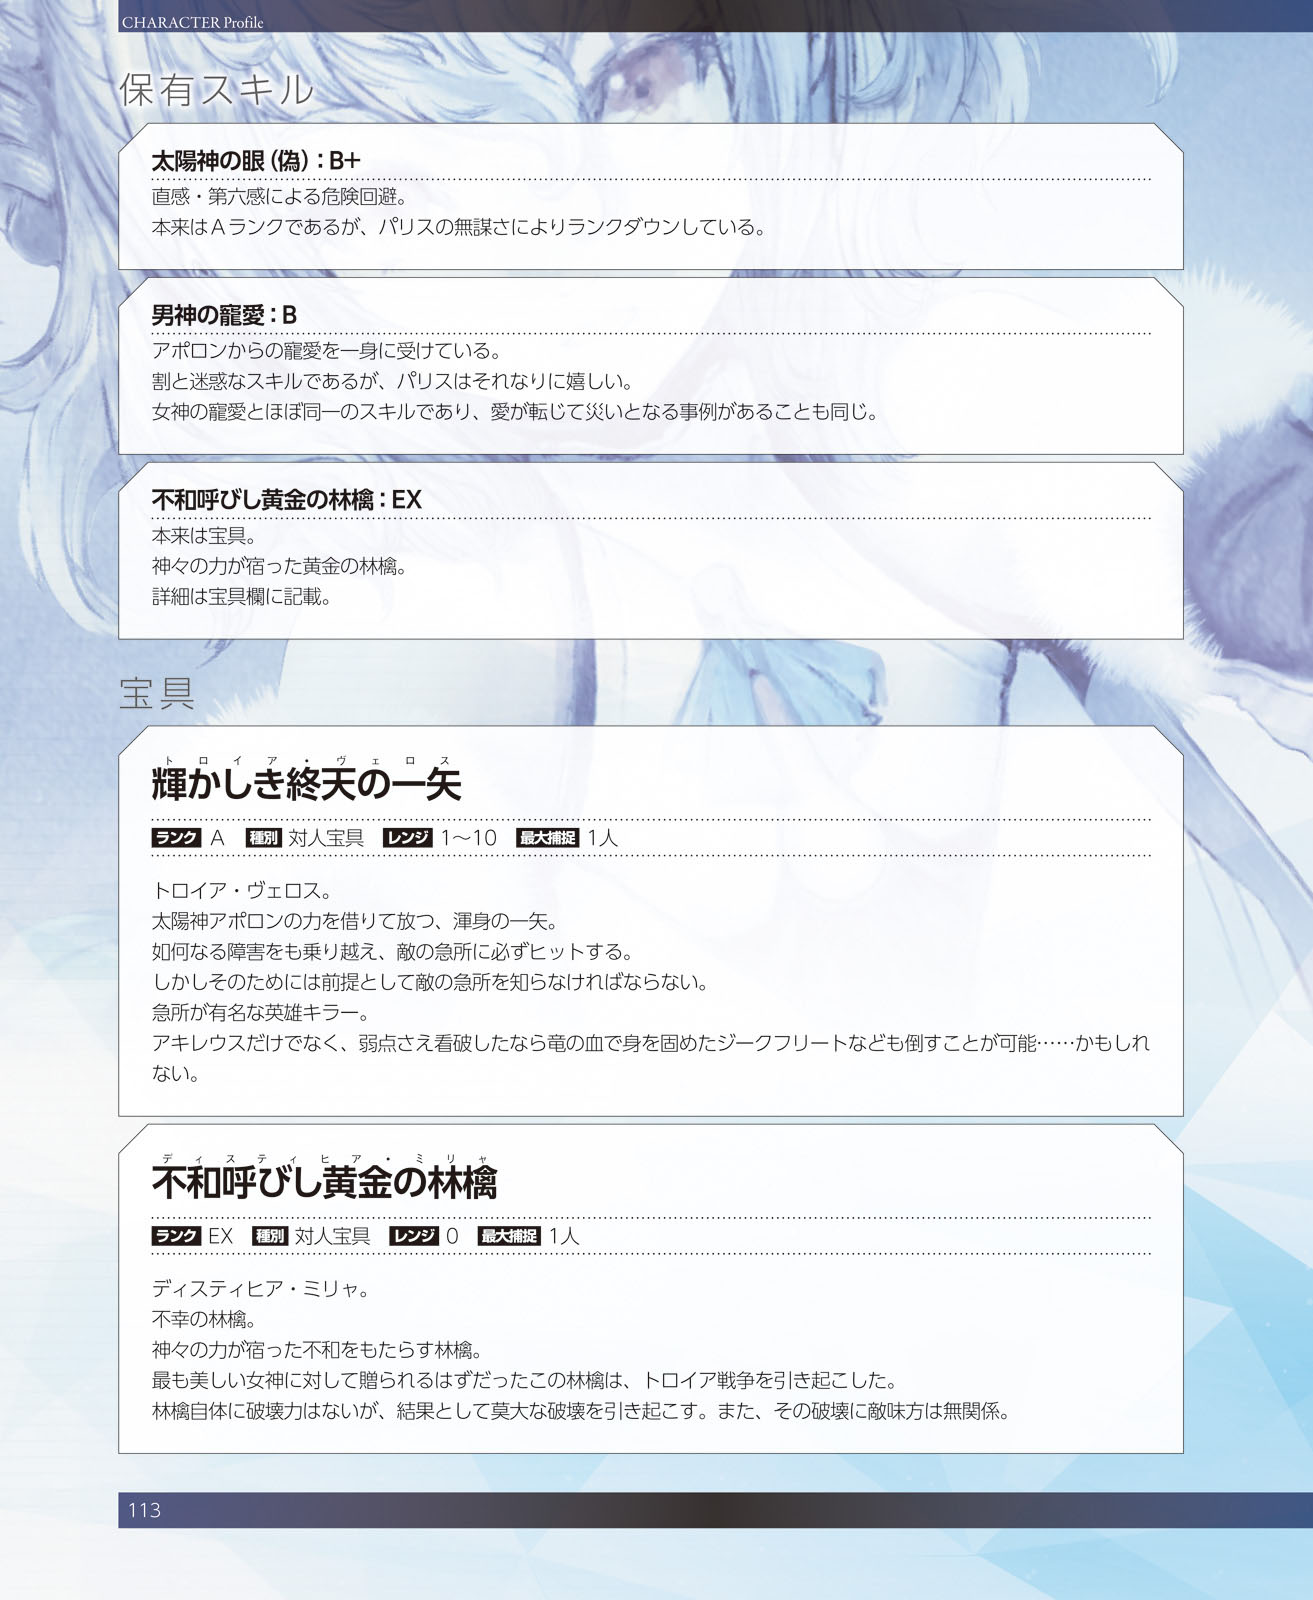 CHARACTER Profile
保有スキル
太陽神の眼(偽):B+
直感・第六感による危険回避。
本来はAランクであるが、パリスの無謀さによりランクダウンしている。
男神の寵愛:B
アポロンからの寵愛を一身に受けている。
割と迷惑なスキルであるが、パリスはそれなりに嬉しい。
女神の寵愛とほぼ同一のスキルであり、愛が転じて災いとなる事例があることも同じ。
不和呼びし黄金の林檎:EX
本来は宝具。
神々の力が宿った黄金の林檎。
詳細は宝具欄に記載。
宝具
トロイア・ヴェロス
輝かしき終天の一矢
ランク A 種別 対人宝具 レンジ 1〜10 最大捕捉 1人
トロイア・ヴェロス。
太陽神アポロンの力を借りて放つ、渾身の一矢。
如何なる障害をも乗り越え、敵の急所に必ずヒットする。
しかしそのためには前提として敵の急所を知らなければならない。
急所が有名な英雄キラー。
アキレウスだけでなく、弱点さえ看破したなら竜の血で身を固めたジークフリートなども倒すことが可能……かもしれ
ない。
ディスティヒア・ミリャ
不和呼びし黄金の林檎
ランク EX 種別 対人宝具 レンジ 0 最大捕捉 1人
ディスティヒア・ミリャ。
不幸の林檎。
神々の力が宿った不和をもたらす林檎。
最も美しい女神に対して贈られるはずだったこの林檎は、トロイア戦争を引き起こした。
林檎自体に破壊力はないが、結果として莫大な破壊を引き起こす。また、その破壊に敵味方は無関係。
113